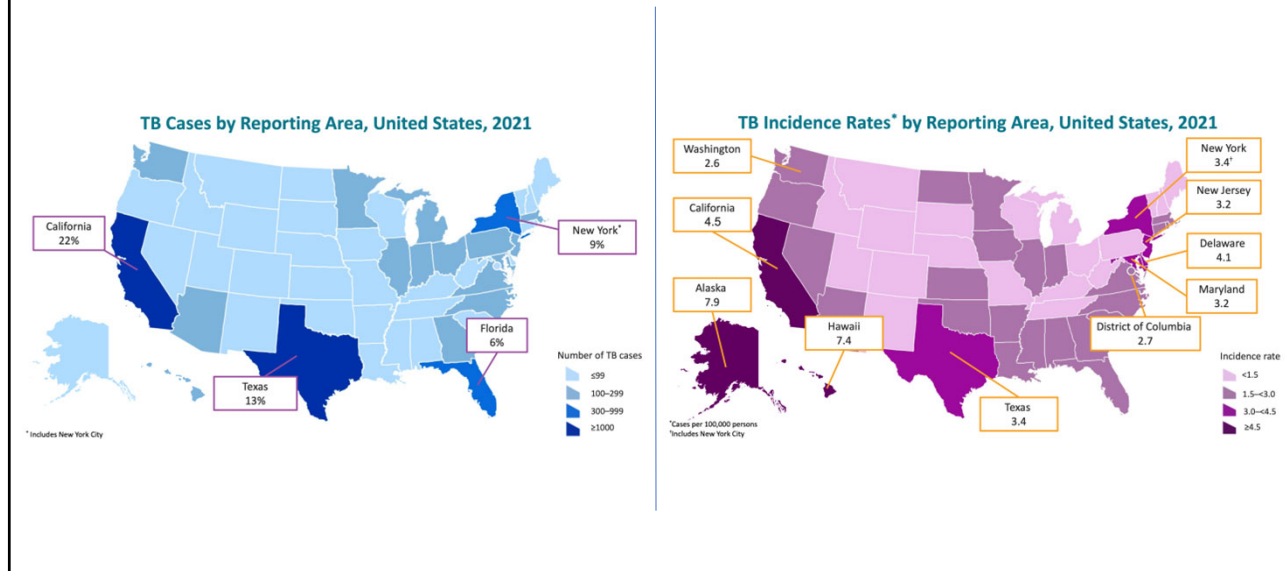 TB Cases by Reporting Area, United States, 2021
California
22%
New York*
9%
Florida
6%
Texas
13%
Number of TB cases
≤99
100–299
300–999
≥1000
* Includes New York City
TB Incidence Rates* by Reporting Area, United States, 2021
Washington
2.6
New York
3.4†
New Jersey
3.2
California
4.5
Delaware
4.1
Alaska
7.9
Maryland
3.2
Hawaii
7.4
District of Columbia
2.7
Texas
3.4
Incidence rate
<1.5
1.5–<3.0
3.0–<4.5
≥4.5
*Cases per 100,000 persons
†Includes New York City